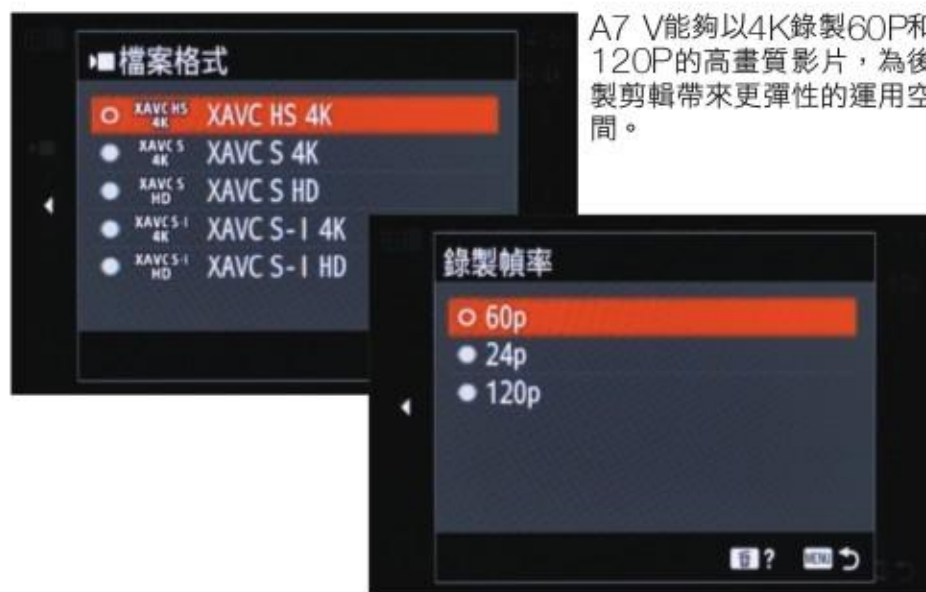 A7 V能夠以4K錄製60P和
120P的高畫質影片，為後
製剪輯帶來更彈性的運用空
間。
檔案格式
XAVC HS 4K XAVC HS 4K
XAVC S 4K XAVC S 4K
XAVC S HD XAVC S HD
XAVC S-I 4K XAVC S-I 4K
XAVC S-I HD XAVC S-I HD
錄製幀率
60p
24p
120p
? MENU